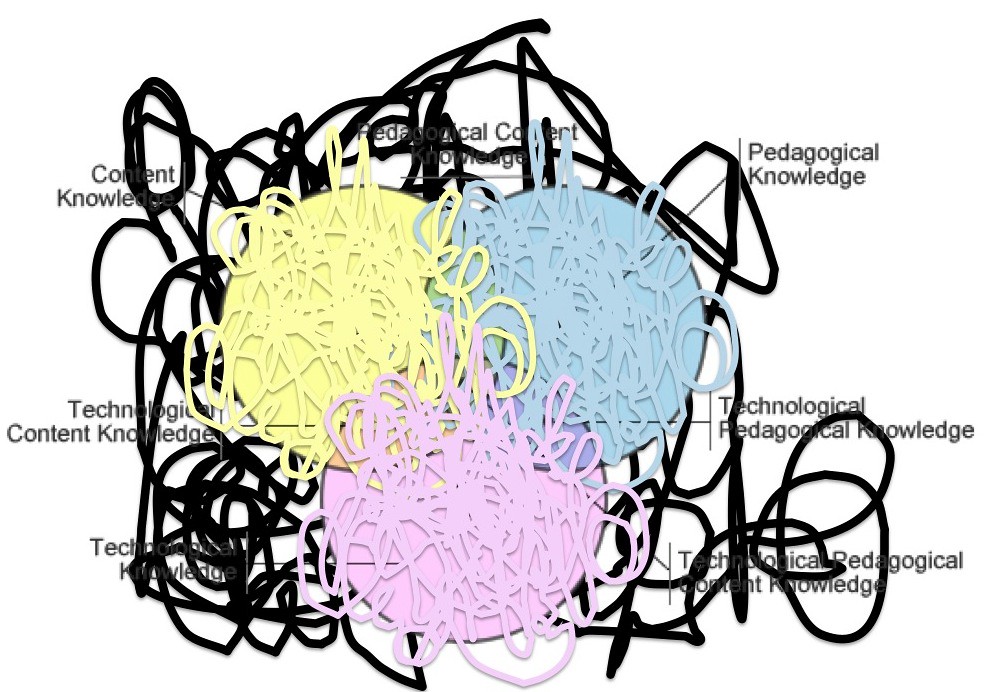 Pedagogical Content
Knowledge
Pedagogical
Knowledge
Content
Knowledge
Technological
Content Knowledge
Technological
Pedagogical Knowledge
Technological
Knowledge
Technological Pedagogical
Content Knowledge